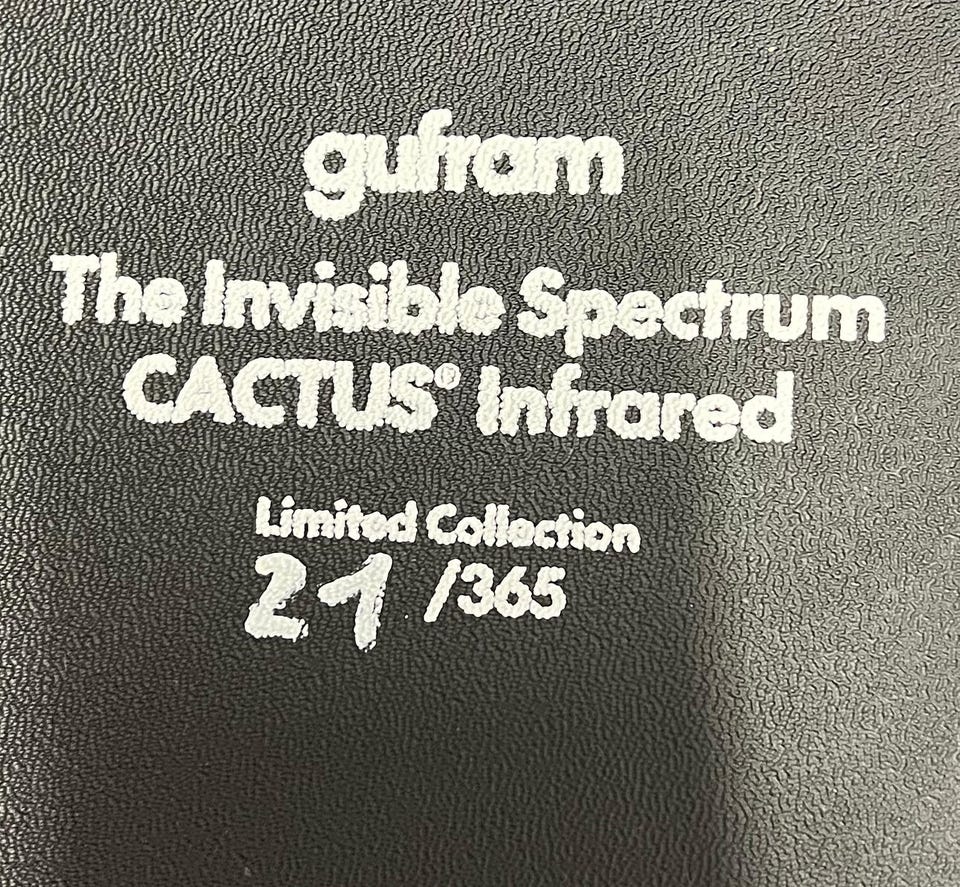 gufram
The Invisible Spectrum
CACTUS® Infrared
Limited Collection
21 /365